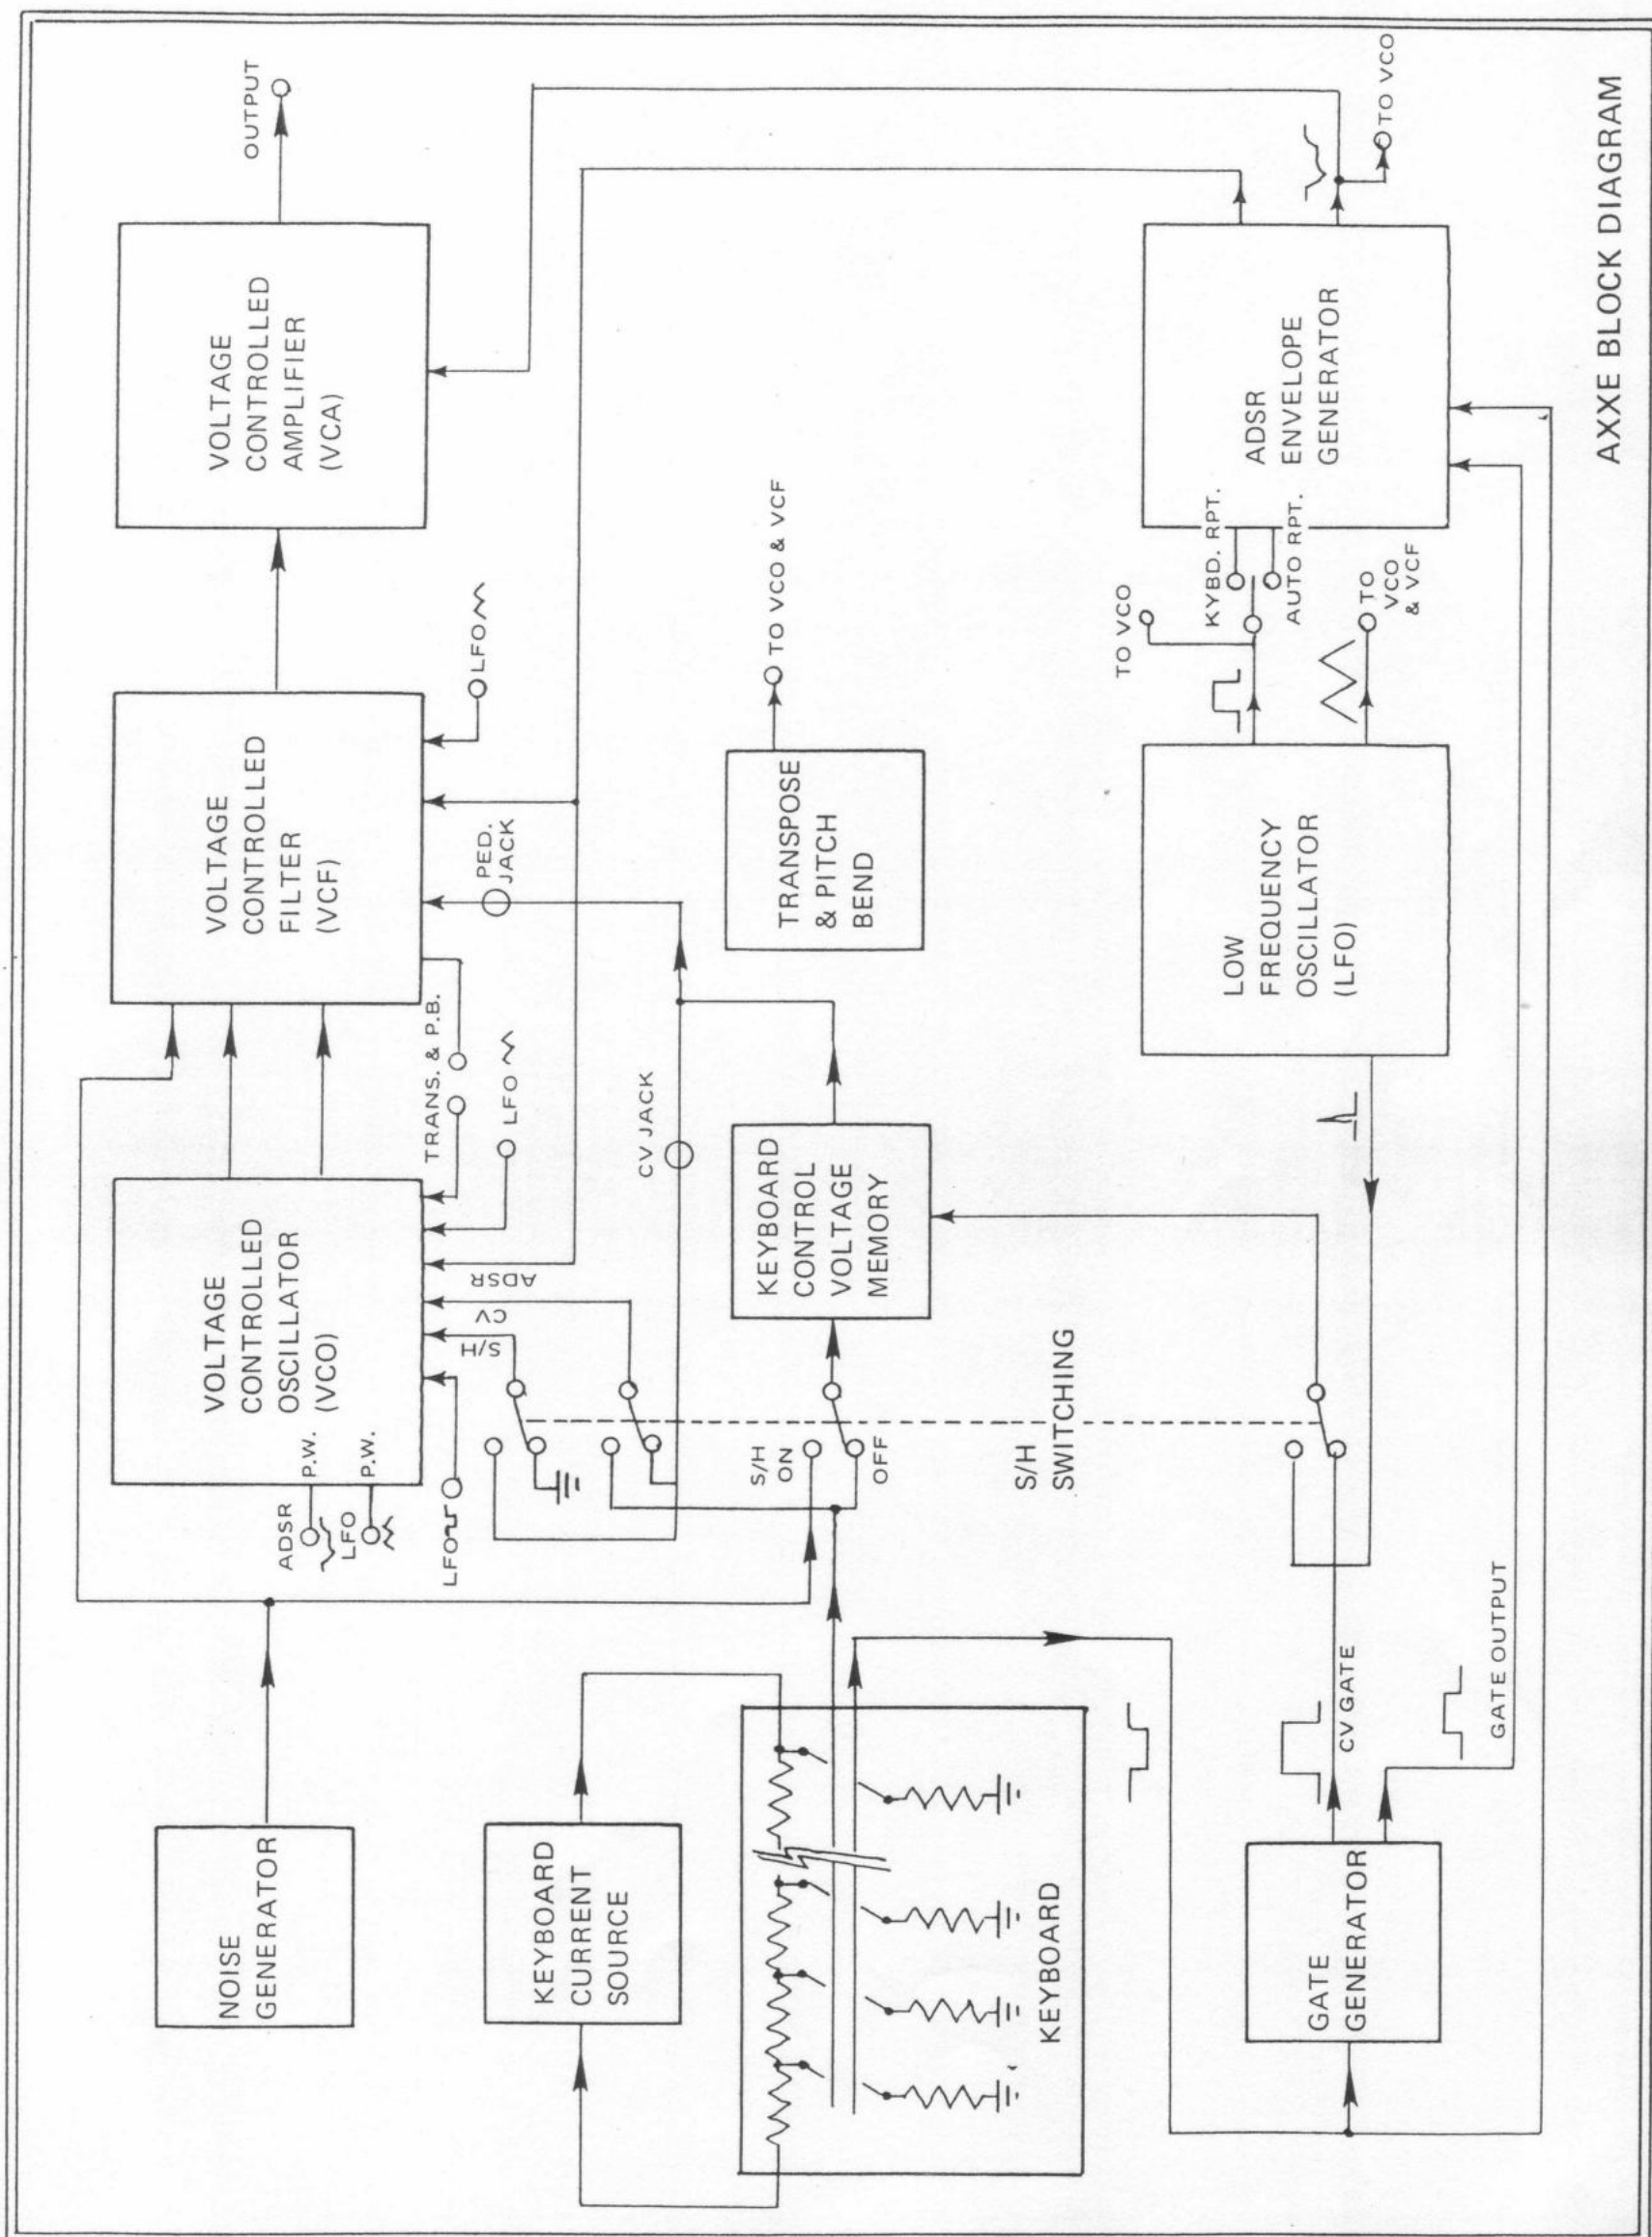 OUTPUT
VOLTAGE
CONTROLLED
AMPLIFIER
(VCA)
VOLTAGE
CONTROLLED
FILTER
(VCF)
LFO
PED.
JACK
TRANS. & P.B.
LFO
VOLTAGE
CONTROLLED
OSCILLATOR
(VCO)
P.W.
P.W.
ADSR
LFO
LFO
S/H
CV
ADSR
CV JACK
NOISE
GENERATOR
KEYBOARD
CURRENT
SOURCE
KEYBOARD
S/H
ON
OFF
KEYBOARD
CONTROL
VOLTAGE
MEMORY
TRANSPOSE
& PITCH
BEND
TO VCO & VCF
S/H
SWITCHING
GATE
GENERATOR
CV GATE
GATE OUTPUT
LOW
FREQUENCY
OSCILLATOR
(LFO)
TO VCO
KYBD. RPT.
AUTO RPT.
TO
VCO
& VCF
ADSR
ENVELOPE
GENERATOR
TO VCO
AXXE BLOCK DIAGRAM